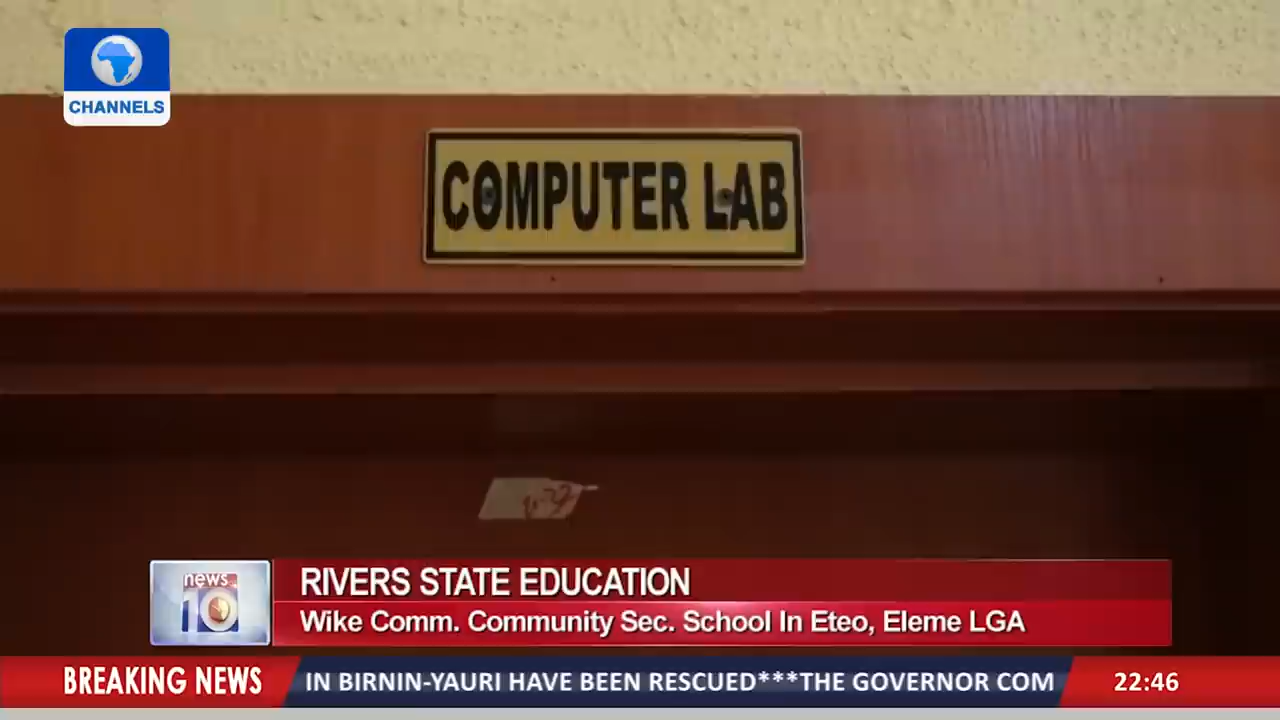 CHANNELS
COMPUTER LAB
news
10
RIVERS STATE EDUCATION
Wike Comm. Community Sec. School In Eteo, Eleme LGA
BREAKING NEWS
IN BIRNIN-YAURI HAVE BEEN RESCUED***THE GOVERNOR COM
22:46